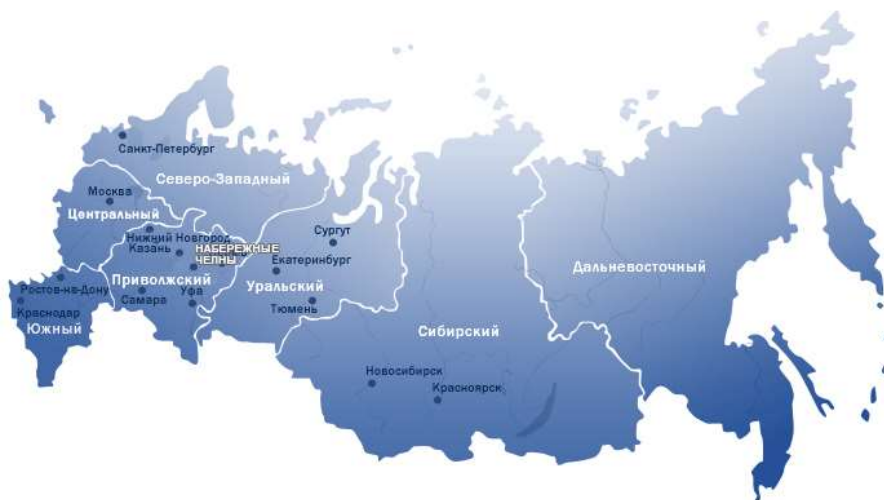 Санкт-Петербург
Северо-Западный
Москва
Центральный
Сургут
Нижний Новгород
Казань
НАБЕРЕЖНЫЕ
ЧЕЛНЫ
Екатеринбург
Приволжский
Уральский
Дальневосточный
Ростов-на-Дону
Самара
Уфа
Тюмень
Краснодар
Южный
Сибирский
Новосибирск
Красноярск